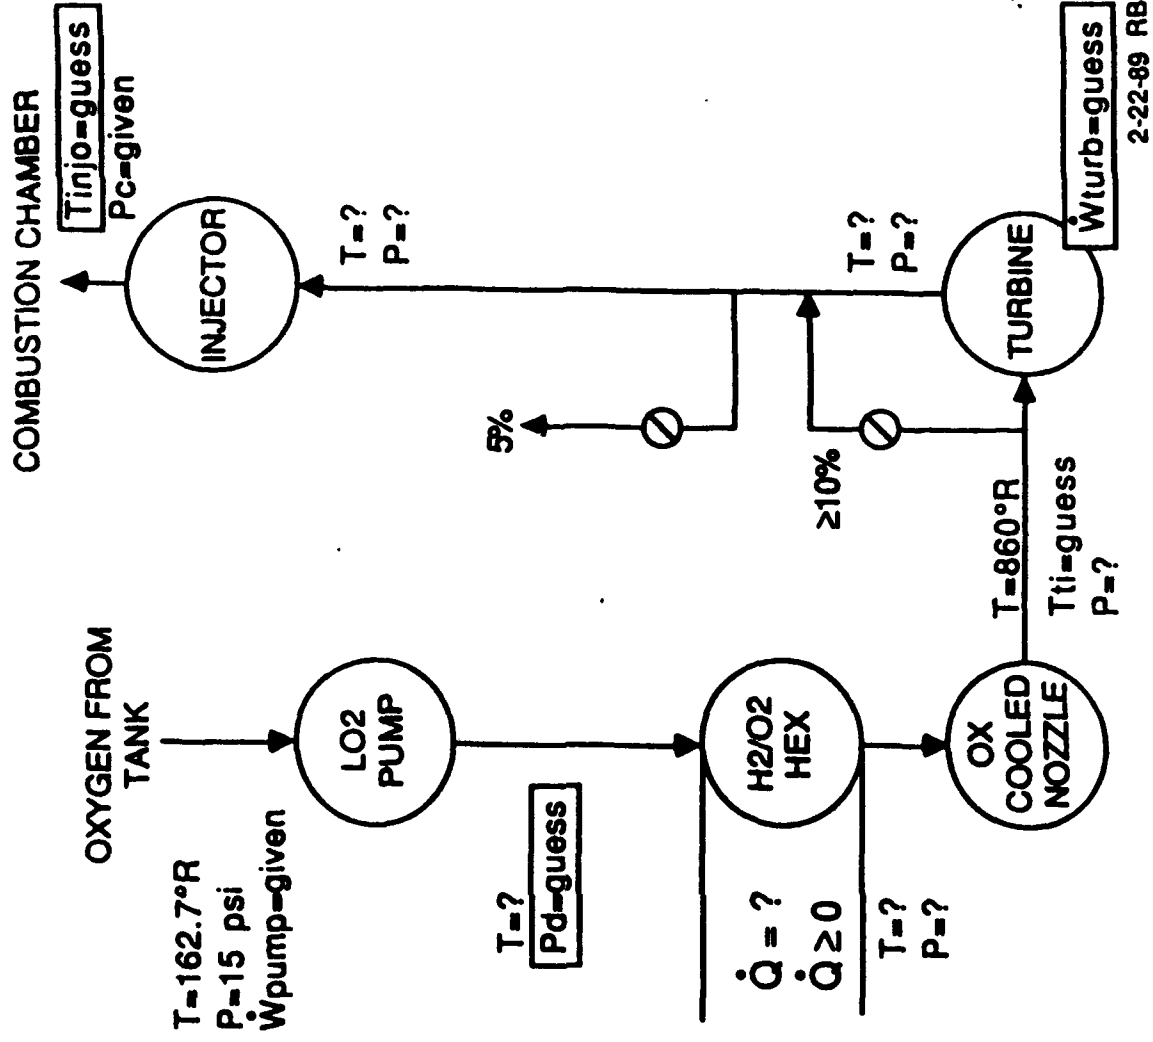 OXYGEN FROM
TANK
T=162.7°R
P=15 psi
Ẇpump=given
LO2
PUMP
T=?
Pd=guess
H2/O2
HEX
Q̇ = ?
Q̇ ≥ 0
T=?
P=?
OX
COOLED
NOZZLE
T=860°R
Tti=guess
P=?
≥10%
5%
TURBINE
Ẇturb=guess
T=?
P=?
T=?
P=?
INJECTOR
COMBUSTION CHAMBER
Tinjo=guess
Pc=given
2-22-89 RB